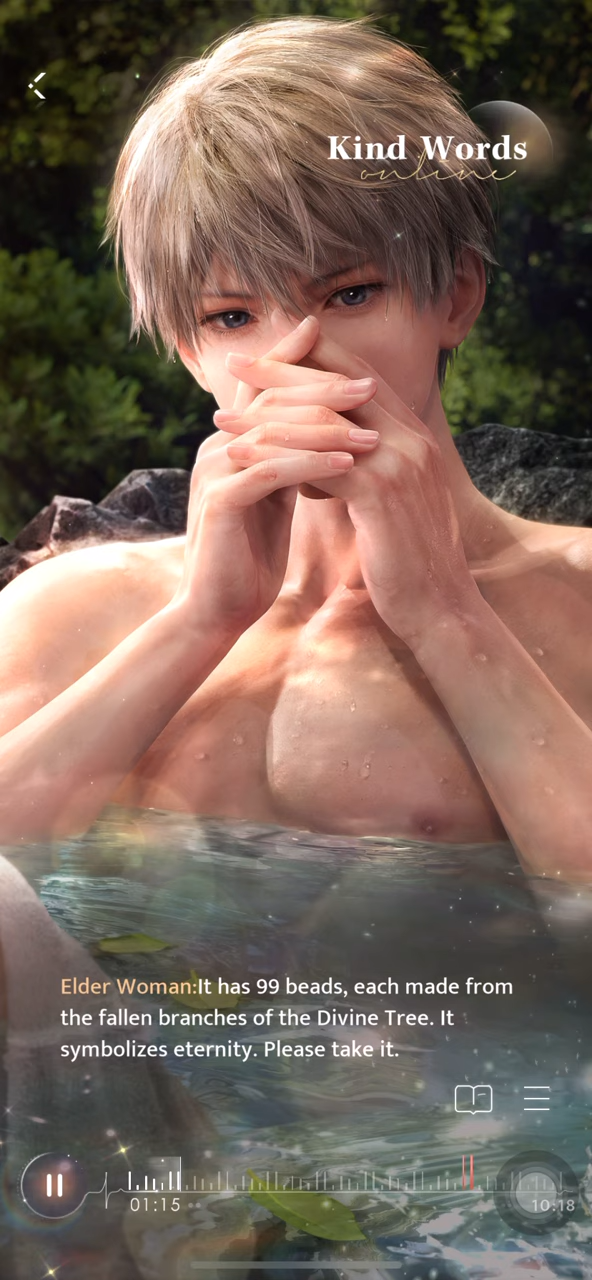 Kind Words
online
Elder Woman:It has 99 beads, each made from
the fallen branches of the Divine Tree. It
symbolizes eternity. Please take it.
01:15
10:18